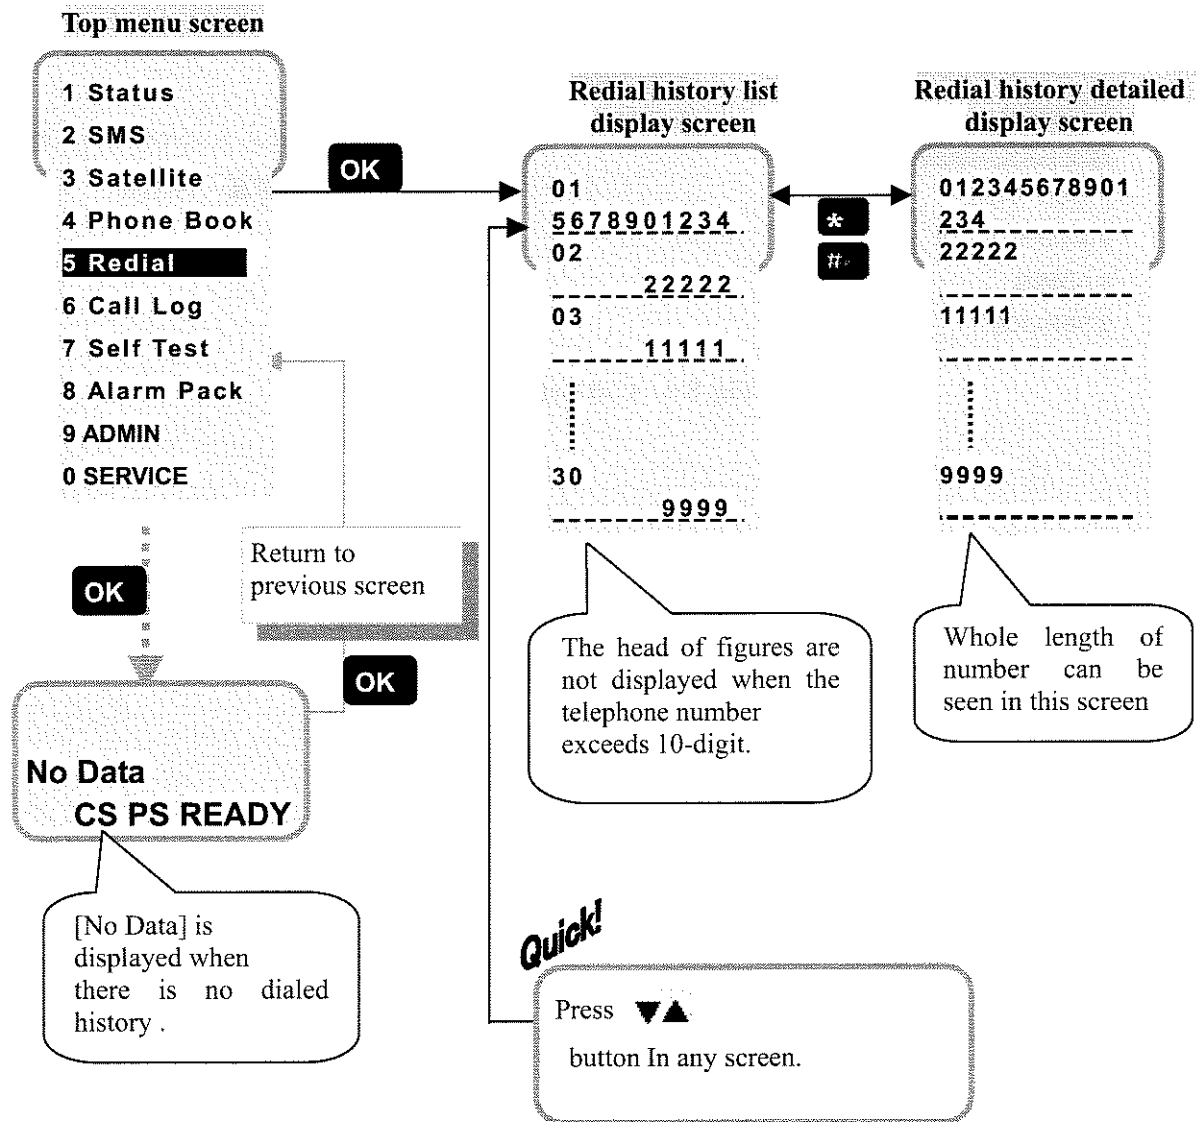 Top menu screen
1 Status
2 SMS
3 Satellite
4 Phone Book
5 Redial
6 Call Log
7 Self Test
8 Alarm Pack
9 ADMIN
0 SERVICE
OK
Redial history list
display screen
01
5678901234
02
22222
03
11111
30
9999
*
#
Redial history detailed
display screen
012345678901
234
22222
11111
9999
Return to
previous screen
OK
OK
No Data
CS PS READY
[No Data] is
displayed when
there is no dialed
history .
The head of figures are
not displayed when the
telephone number
exceeds 10-digit.
Whole length of
number can be
seen in this screen
Quick!
Press ▼▲
button In any screen.